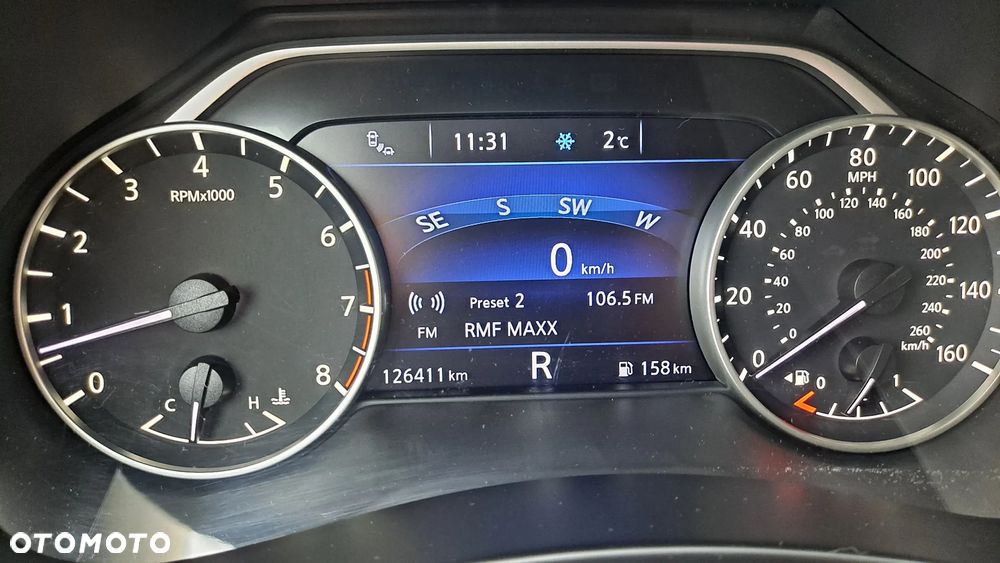 11:31 2°C
SE S SW W
0 km/h
Preset 2 106.5 FM
FM RMF MAXX
126411 km R 158 km
0 1 2 3 4 5 6 7 8
RPMx1000
C H
0 20 40 60 80 100 120 140 160
MPH
0 20 40 60 80 100 120 140 160 180 200 220 240 260
km/h
0 1
OTOMOTO